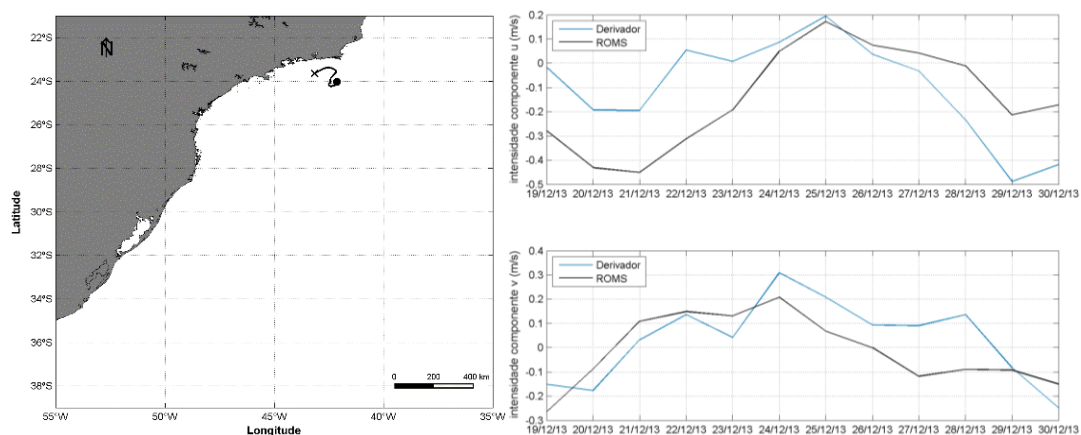 22°S
24°S
26°S
28°S
30°S
32°S
34°S
36°S
38°S
Latitude
N
0 200 400 km
55°W 50°W 45°W 40°W 35°W
Longitude
Derivador
ROMS
intensidade componente u (m/s)
0.2
0.1
0
-0.1
-0.2
-0.3
-0.4
-0.5
19/12/13 20/12/13 21/12/13 22/12/13 23/12/13 24/12/13 25/12/13 26/12/13 27/12/13 28/12/13 29/12/13 30/12/13
Derivador
ROMS
intensidade componente v (m/s)
0.4
0.3
0.2
0.1
0
-0.1
-0.2
-0.3
19/12/13 20/12/13 21/12/13 22/12/13 23/12/13 24/12/13 25/12/13 26/12/13 27/12/13 28/12/13 29/12/13 30/12/13